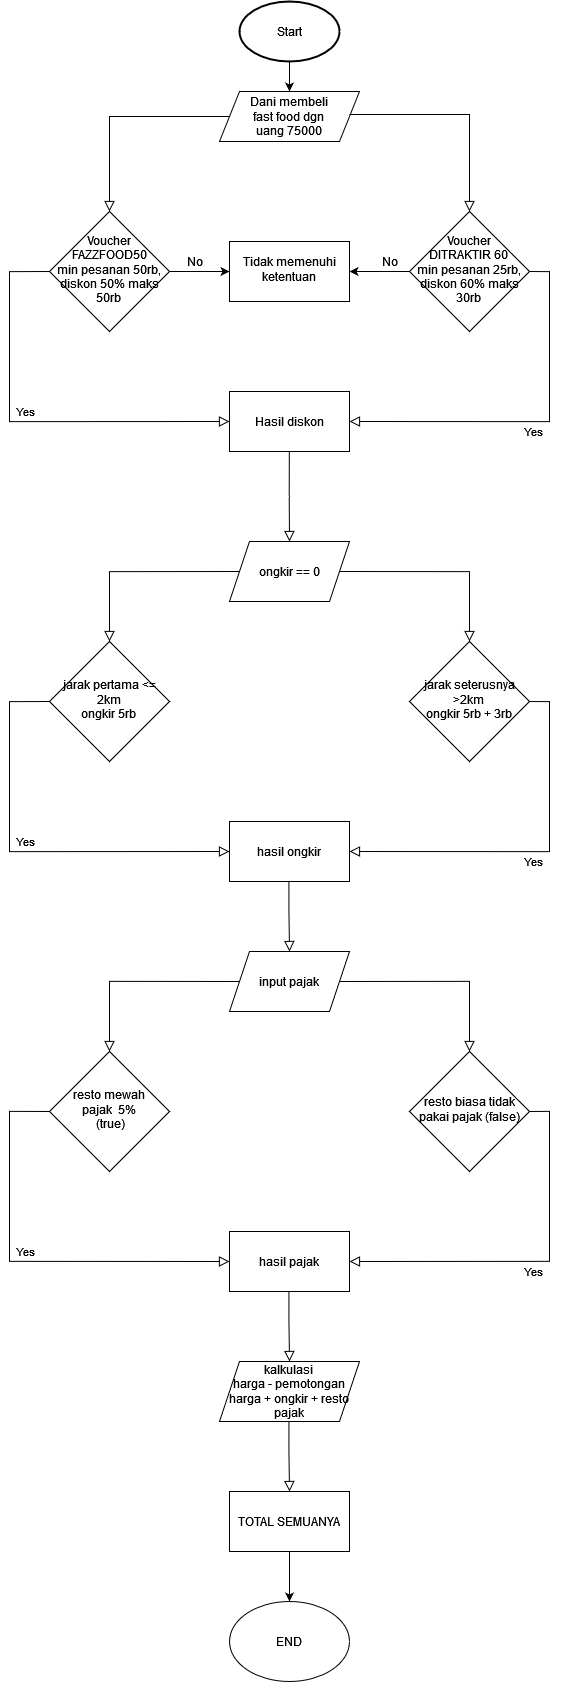 Start
Dani membeli
fast food dgn
uang 75000
Voucher
FAZZFOOD50
min pesanan 50rb,
diskon 50% maks
50rb
No
Tidak memenuhi
ketentuan
No
Voucher
DITRAKTIR 60
min pesanan 25rb,
diskon 60% maks
30rb
Yes
Hasil diskon
Yes
ongkir == 0
jarak pertama <=
2km
ongkir 5rb
jarak seterusnya
>2km
ongkir 5rb + 3rb
Yes
hasil ongkir
Yes
input pajak
resto mewah
pajak 5%
(true)
resto biasa tidak
pakai pajak (false)
Yes
hasil pajak
Yes
kalkulasi
harga - pemotongan
harga + ongkir + resto
pajak
TOTAL SEMUANYA
END